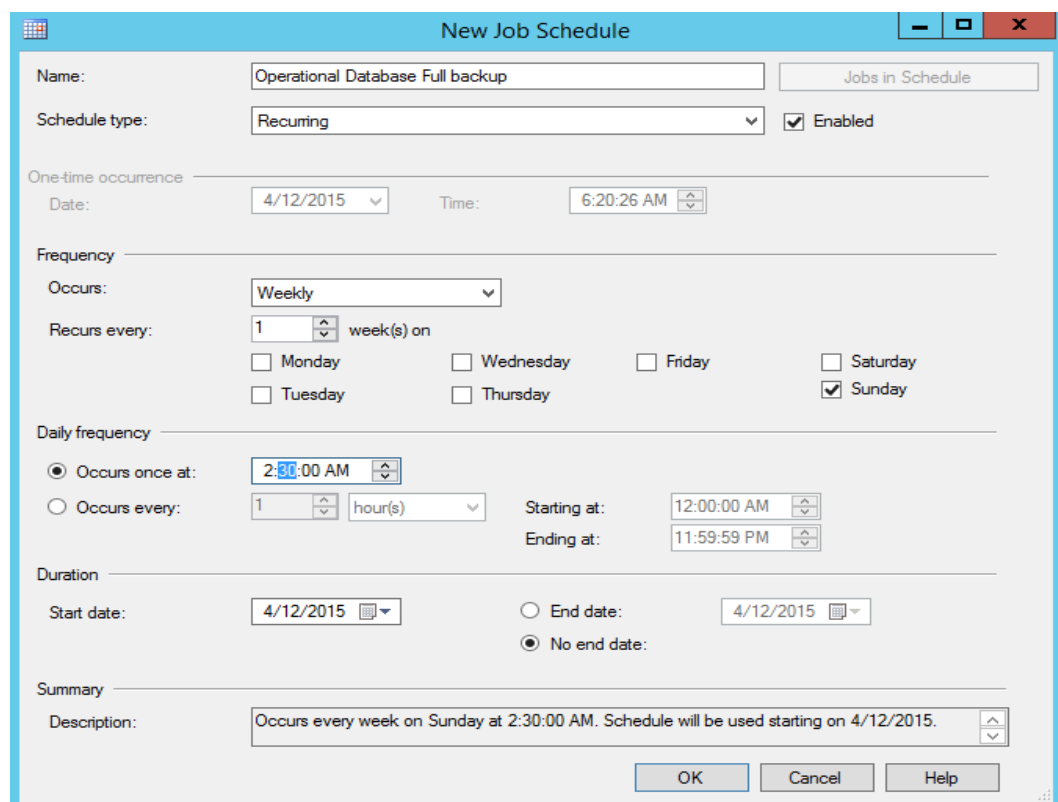 New Job Schedule
Name: Operational Database Full backup Jobs in Schedule
Schedule type: Recurring Enabled
One-time occurrence
Date: 4/12/2015 Time: 6:20:26 AM
Frequency
Occurs: Weekly
Recurs every: 1 week(s) on
Monday Wednesday Friday Saturday
Tuesday Thursday Sunday
Daily frequency
Occurs once at: 2:30:00 AM
Occurs every: 1 hour(s) Starting at: 12:00:00 AM
Ending at: 11:59:59 PM
Duration
Start date: 4/12/2015 End date: 4/12/2015
No end date:
Summary
Description: Occurs every week on Sunday at 2:30:00 AM. Schedule will be used starting on 4/12/2015.
OK Cancel Help